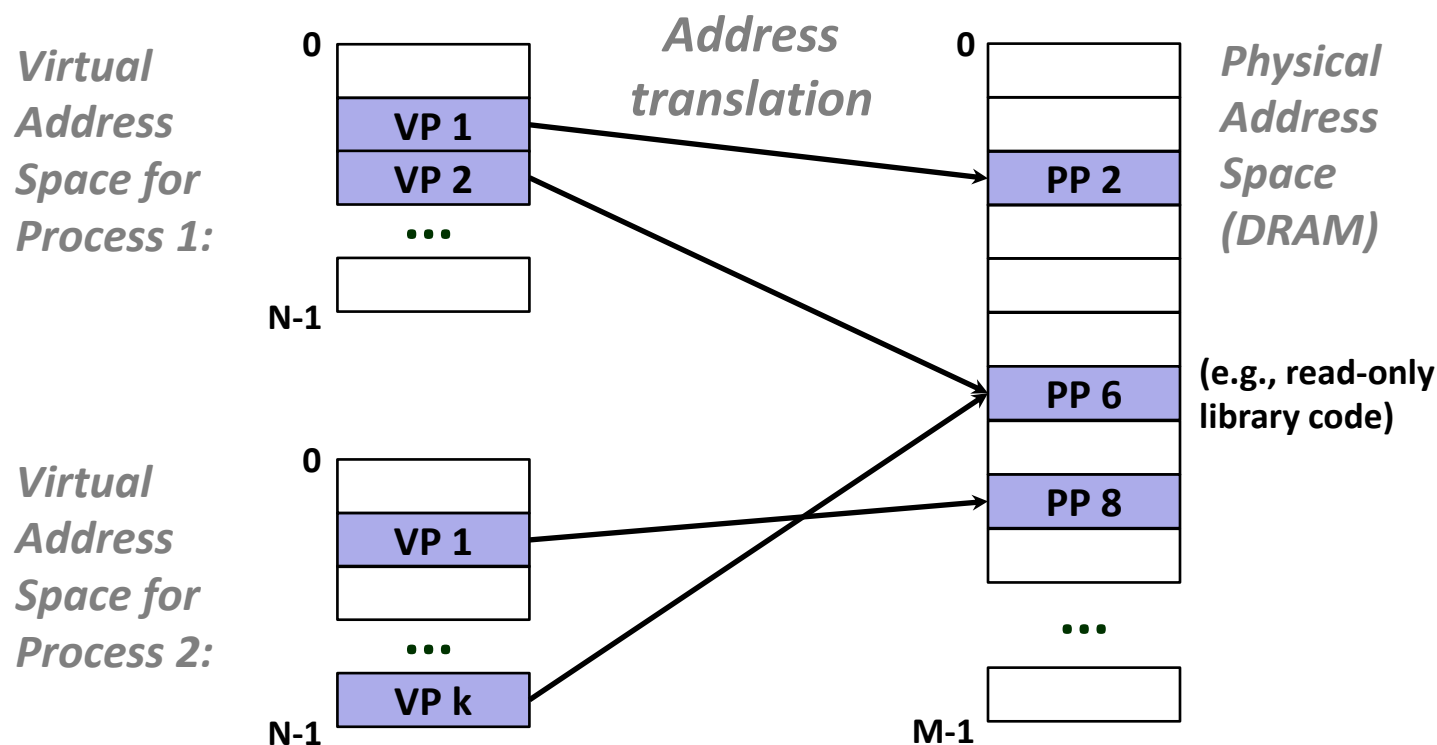 Virtual
Address
Space for
Process 1:
0
VP 1
VP 2
...
N-1
Address
translation
0
PP 2
PP 6
PP 8
...
M-1
Physical
Address
Space
(DRAM)
(e.g., read-only
library code)
Virtual
Address
Space for
Process 2:
0
VP 1
...
VP k
N-1